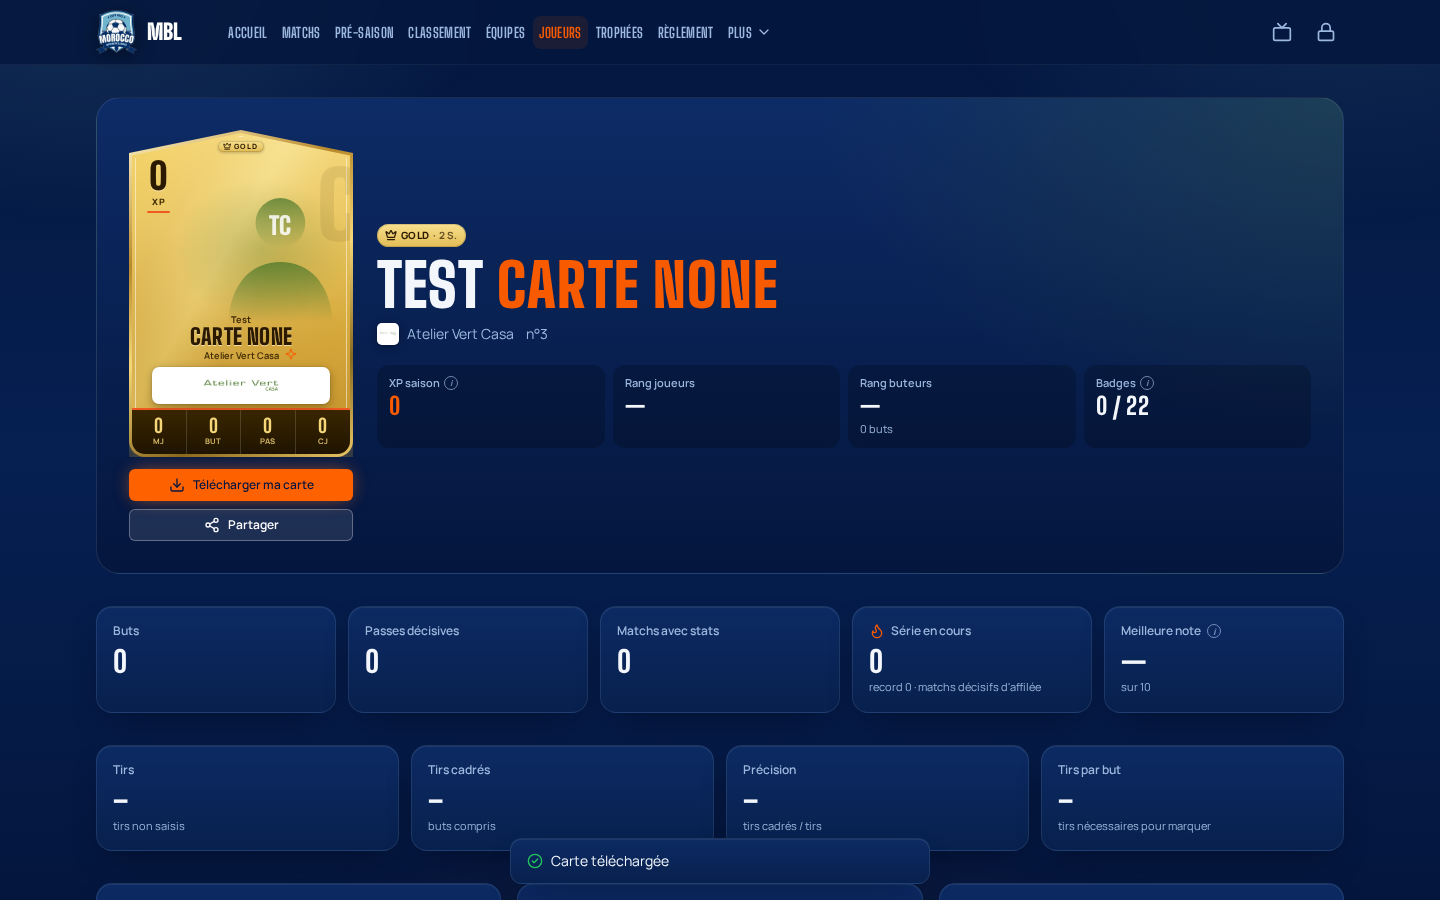 MOROCCO
MBL
ACCUEIL
MATCHS
PRÉ-SAISON
CLASSEMENT
ÉQUIPES
JOUEURS
TROPHÉES
RÈGLEMENT
PLUS
GOLD
0
XP
TC
Test
CARTE NONE
Atelier Vert Casa
Atelier Vert
CASA
0
MJ
0
BUT
0
PAS
0
CJ
Télécharger ma carte
Partager
GOLD · 2 S.
TEST CARTE NONE
Atelier Vert Casa n°3
XP saison
0
Rang joueurs
—
Rang buteurs
—
0 buts
Badges
0 / 22
Buts
0
Passes décisives
0
Matchs avec stats
0
Série en cours
0
record 0 · matchs décisifs d'affilée
Meilleure note
—
sur 10
Tirs
–
tirs non saisis
Tirs cadrés
–
buts compris
Précision
–
tirs cadrés / tirs
Tirs par but
–
tirs nécessaires pour marquer
Carte téléchargée